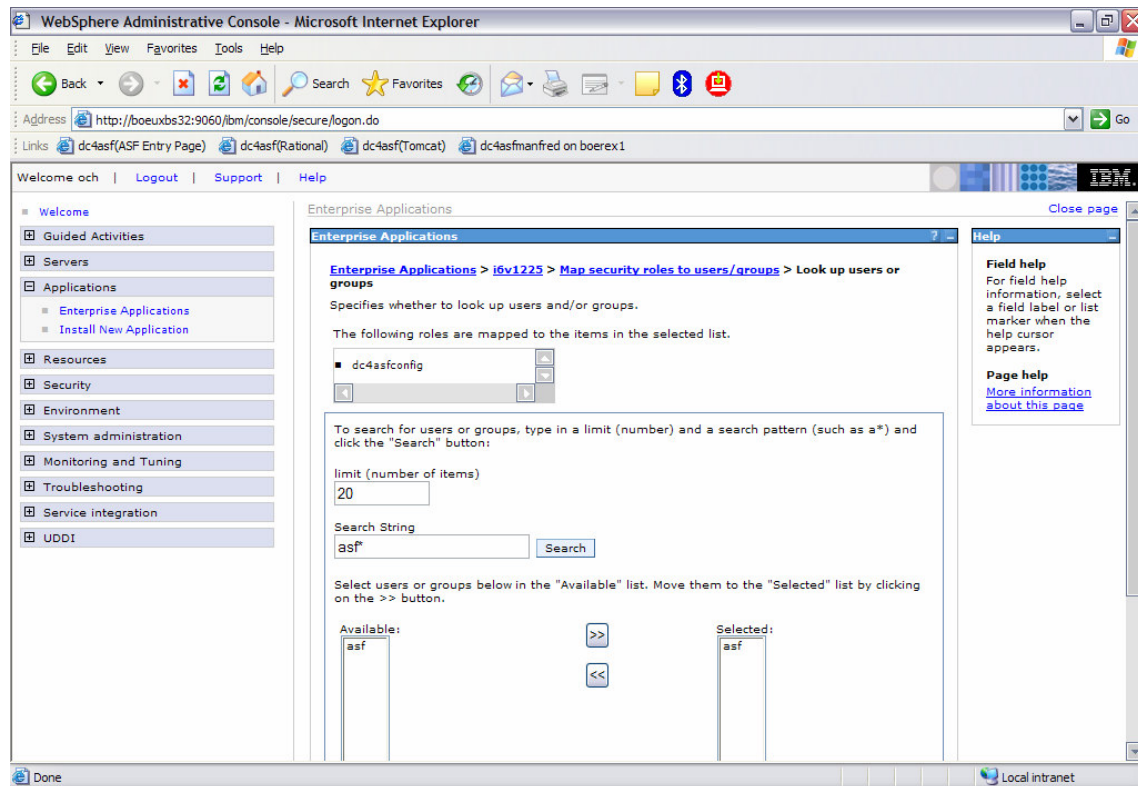 WebSphere Administrative Console - Microsoft Internet Explorer
File Edit View Favorites Tools Help
Back Search Favorites
Address http://boeuxbs32:9060/ibm/console/secure/logon.do Go
Links dc4asf(ASF Entry Page) dc4asf(Rational) dc4asf(Tomcat) dc4asfmanfred on boerex1
Welcome och | Logout | Support | Help IBM.
Welcome
Guided Activities
Servers
Applications
Enterprise Applications
Install New Application
Resources
Security
Environment
System administration
Monitoring and Tuning
Troubleshooting
Service integration
UDDI
Enterprise Applications Close page
Enterprise Applications ? –
Enterprise Applications > i6v1225 > Map security roles to users/groups > Look up users or
groups
Specifies whether to look up users and/or groups.
The following roles are mapped to the items in the selected list.
dc4asfconfig
To search for users or groups, type in a limit (number) and a search pattern (such as a*) and
click the "Search" button:
limit (number of items)
20
Search String
asf* Search
Select users or groups below in the "Available" list. Move them to the "Selected" list by clicking
on the >> button.
Available: >> Selected:
asf asf
<<
Help –
Field help
For field help
information, select
a field label or list
marker when the
help cursor
appears.
Page help
More information
about this page
Done Local intranet